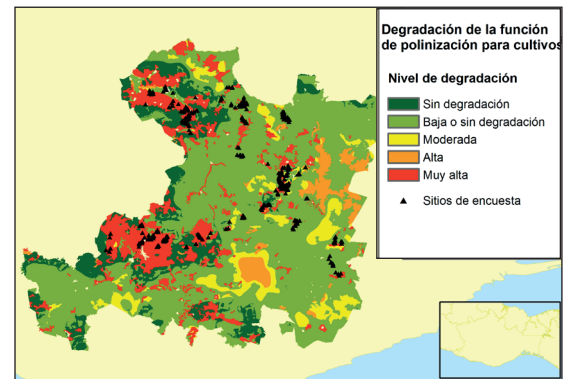 Degradación de la función
de polinización para cultivos
Nivel de degradación
Sin degradación
Baja o sin degradación
Moderada
Alta
Muy alta
Sitios de encuesta